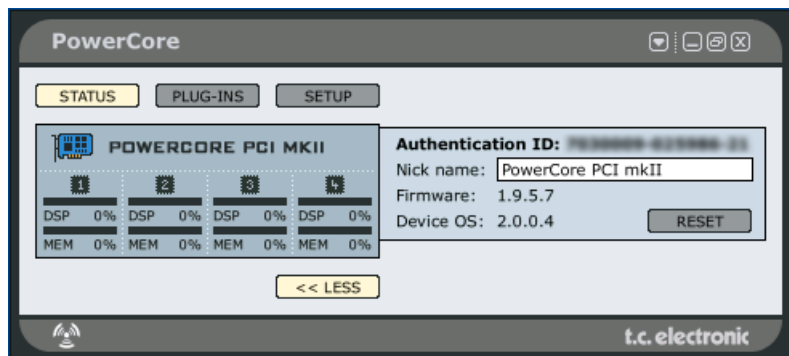 PowerCore
STATUS PLUG-INS SETUP
POWERCORE PCI MKII
1 2 3 4
DSP 0% DSP 0% DSP 0% DSP 0%
MEM 0% MEM 0% MEM 0% MEM 0%
Authentication ID:
Nick name: PowerCore PCI mkII
Firmware: 1.9.5.7
Device OS: 2.0.0.4 RESET
<< LESS
t.c. electronic